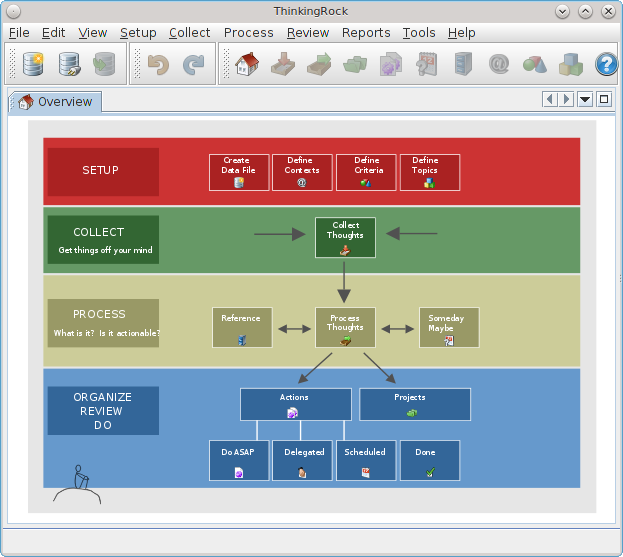 ThinkingRock
File Edit View Setup Collect Process Review Reports Tools Help
Overview
SETUP
Create
Data File
Define
Contexts
Define
Criteria
Define
Topics
COLLECT
Get things off your mind
Collect
Thoughts
PROCESS
What is it? Is it actionable?
Reference
Process
Thoughts
Someday
Maybe
ORGANIZE
REVIEW
DO
Actions
Projects
Do ASAP
Delegated
Scheduled
Done